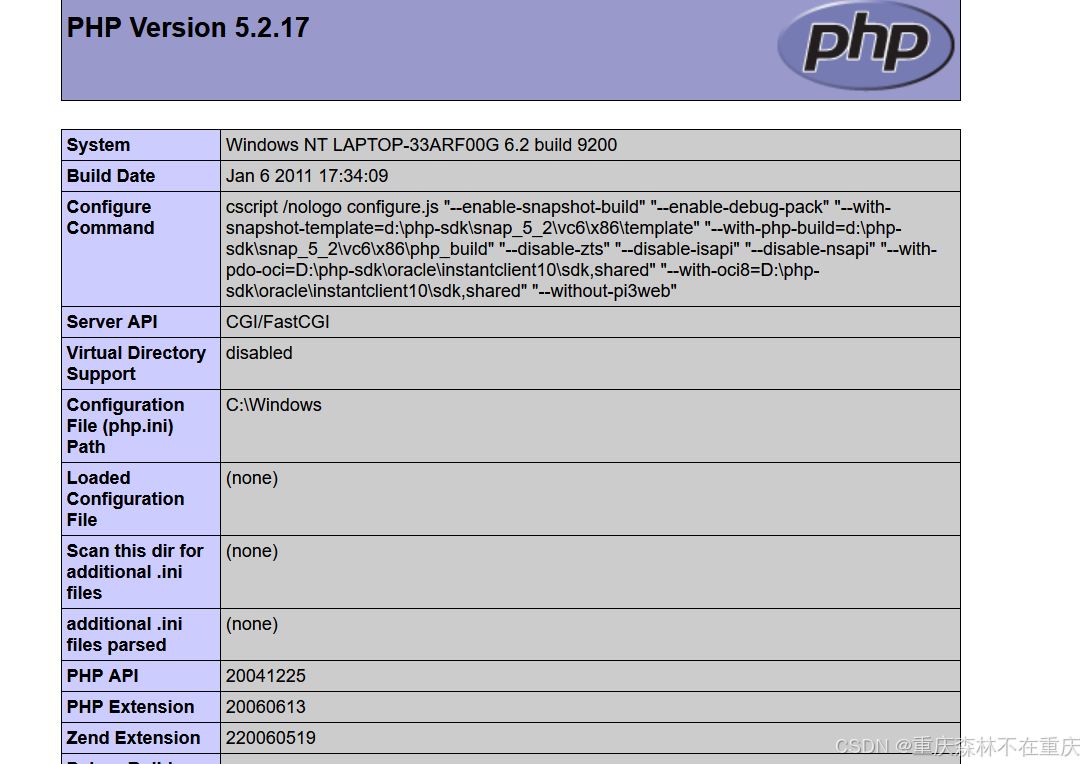 PHP Version 5.2.17
php
System
Windows NT LAPTOP-33ARF00G 6.2 build 9200
Build Date
Jan 6 2011 17:34:09
Configure
Command
cscript /nologo configure.js "--enable-snapshot-build" "--enable-debug-pack" "--with-
snapshot-template=d:\php-sdk\snap_5_2\vc6\x86\template" "--with-php-build=d:\php-
sdk\snap_5_2\vc6\x86\php_build" "--disable-zts" "--disable-isapi" "--disable-nsapi" "--with-
pdo-oci=D:\php-sdk\oracle\instantclient10\sdk,shared" "--with-oci8=D:\php-
sdk\oracle\instantclient10\sdk,shared" "--without-pi3web"
Server API
CGI/FastCGI
Virtual Directory
Support
disabled
Configuration
File (php.ini)
Path
C:\Windows
Loaded
Configuration
File
(none)
Scan this dir for
additional .ini
files
(none)
additional .ini
files parsed
(none)
PHP API
20041225
PHP Extension
20060613
Zend Extension
220060519
CSDN @重庆森林不在重庆